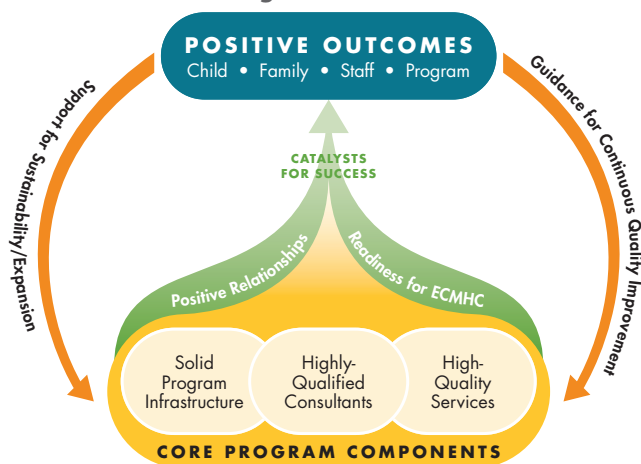 POSITIVE OUTCOMES
Child • Family • Staff • Program
Support for Sustainability/Expansion
Guidance for Continuous Quality Improvement
CATALYSTS
FOR SUCCESS
Positive Relationships
Readiness for ECMHC
Solid
Program
Infrastructure
Highly-
Qualified
Consultants
High-
Quality
Services
CORE PROGRAM COMPONENTS